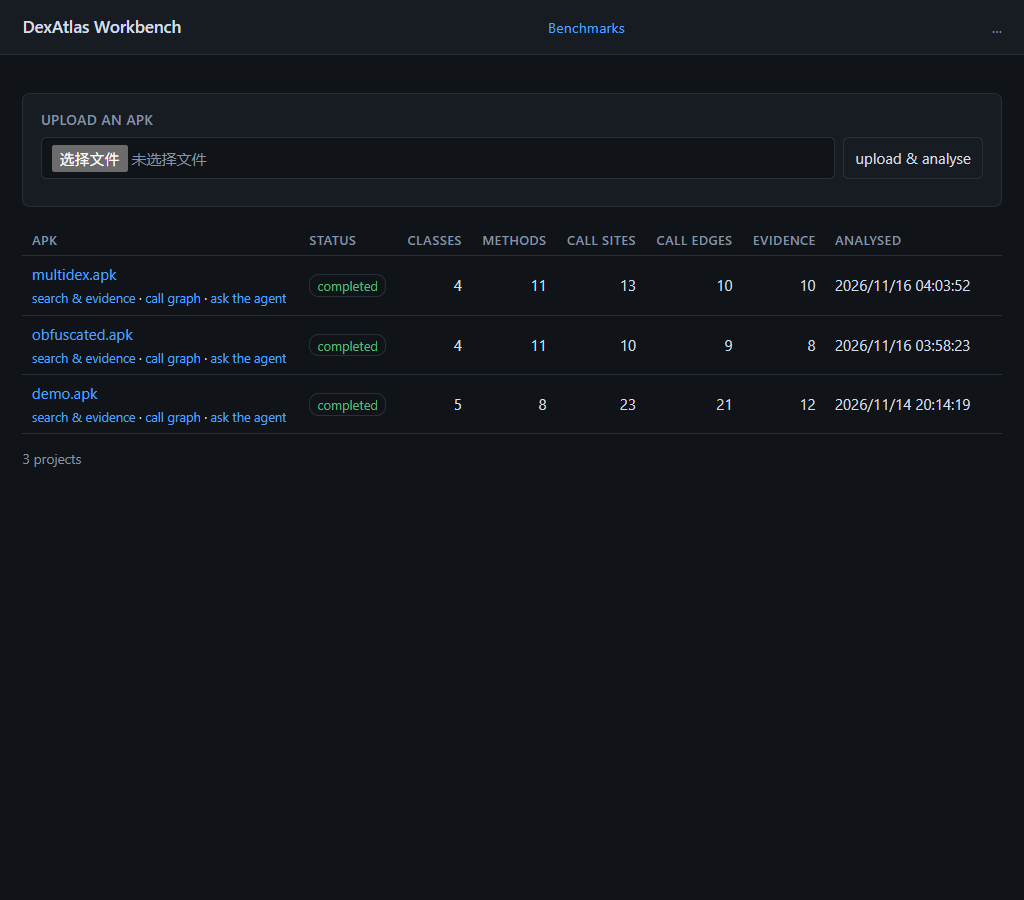 DexAtlas Workbench Benchmarks ...
UPLOAD AN APK
选择文件 未选择文件 upload & analyse
APK STATUS CLASSES METHODS CALL SITES CALL EDGES EVIDENCE ANALYSED
multidex.apk
search & evidence · call graph · ask the agent completed 4 11 13 10 10 2026/11/16 04:03:52
obfuscated.apk
search & evidence · call graph · ask the agent completed 4 11 10 9 8 2026/11/16 03:58:23
demo.apk
search & evidence · call graph · ask the agent completed 5 8 23 21 12 2026/11/14 20:14:19
3 projects